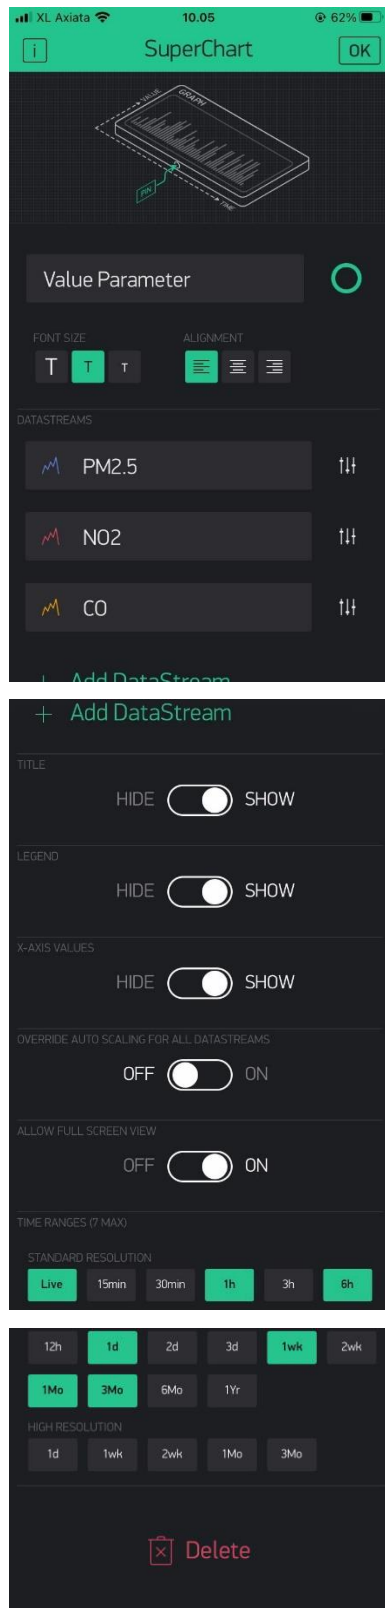 XL Axiata 10.05 62%
i SuperChart OK
VALUE
GRAPH
PIN
TIME
Value Parameter
FONT SIZE ALIGNMENT
T T T
DATASTREAMS
PM2.5
NO2
CO
+ Add DataStream
+ Add DataStream
TITLE
HIDE SHOW
LEGEND
HIDE SHOW
X-AXIS VALUES
HIDE SHOW
OVERRIDE AUTO SCALING FOR ALL DATASTREAMS
OFF ON
ALLOW FULL SCREEN VIEW
OFF ON
TIME RANGES (7 MAX)
STANDARD RESOLUTION
Live 15min 30min 1h 3h 6h
12h 1d 2d 3d 1wk 2wk
1Mo 3Mo 6Mo 1Yr
HIGH RESOLUTION
1d 1wk 2wk 1Mo 3Mo
Delete